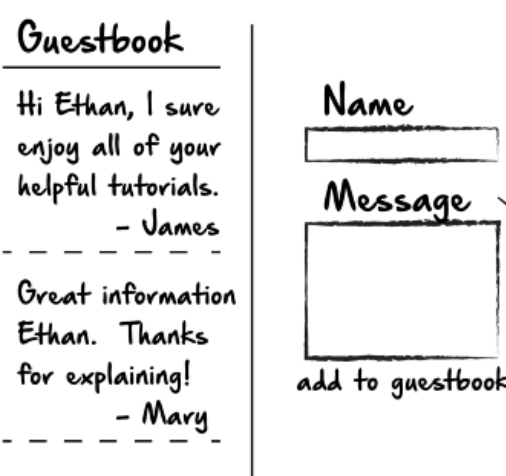 Guestbook
Hi Ethan, I sure
enjoy all of your
helpful tutorials.
- James
Great information
Ethan. Thanks
for explaining!
- Mary
Name
Message
add to guestbook